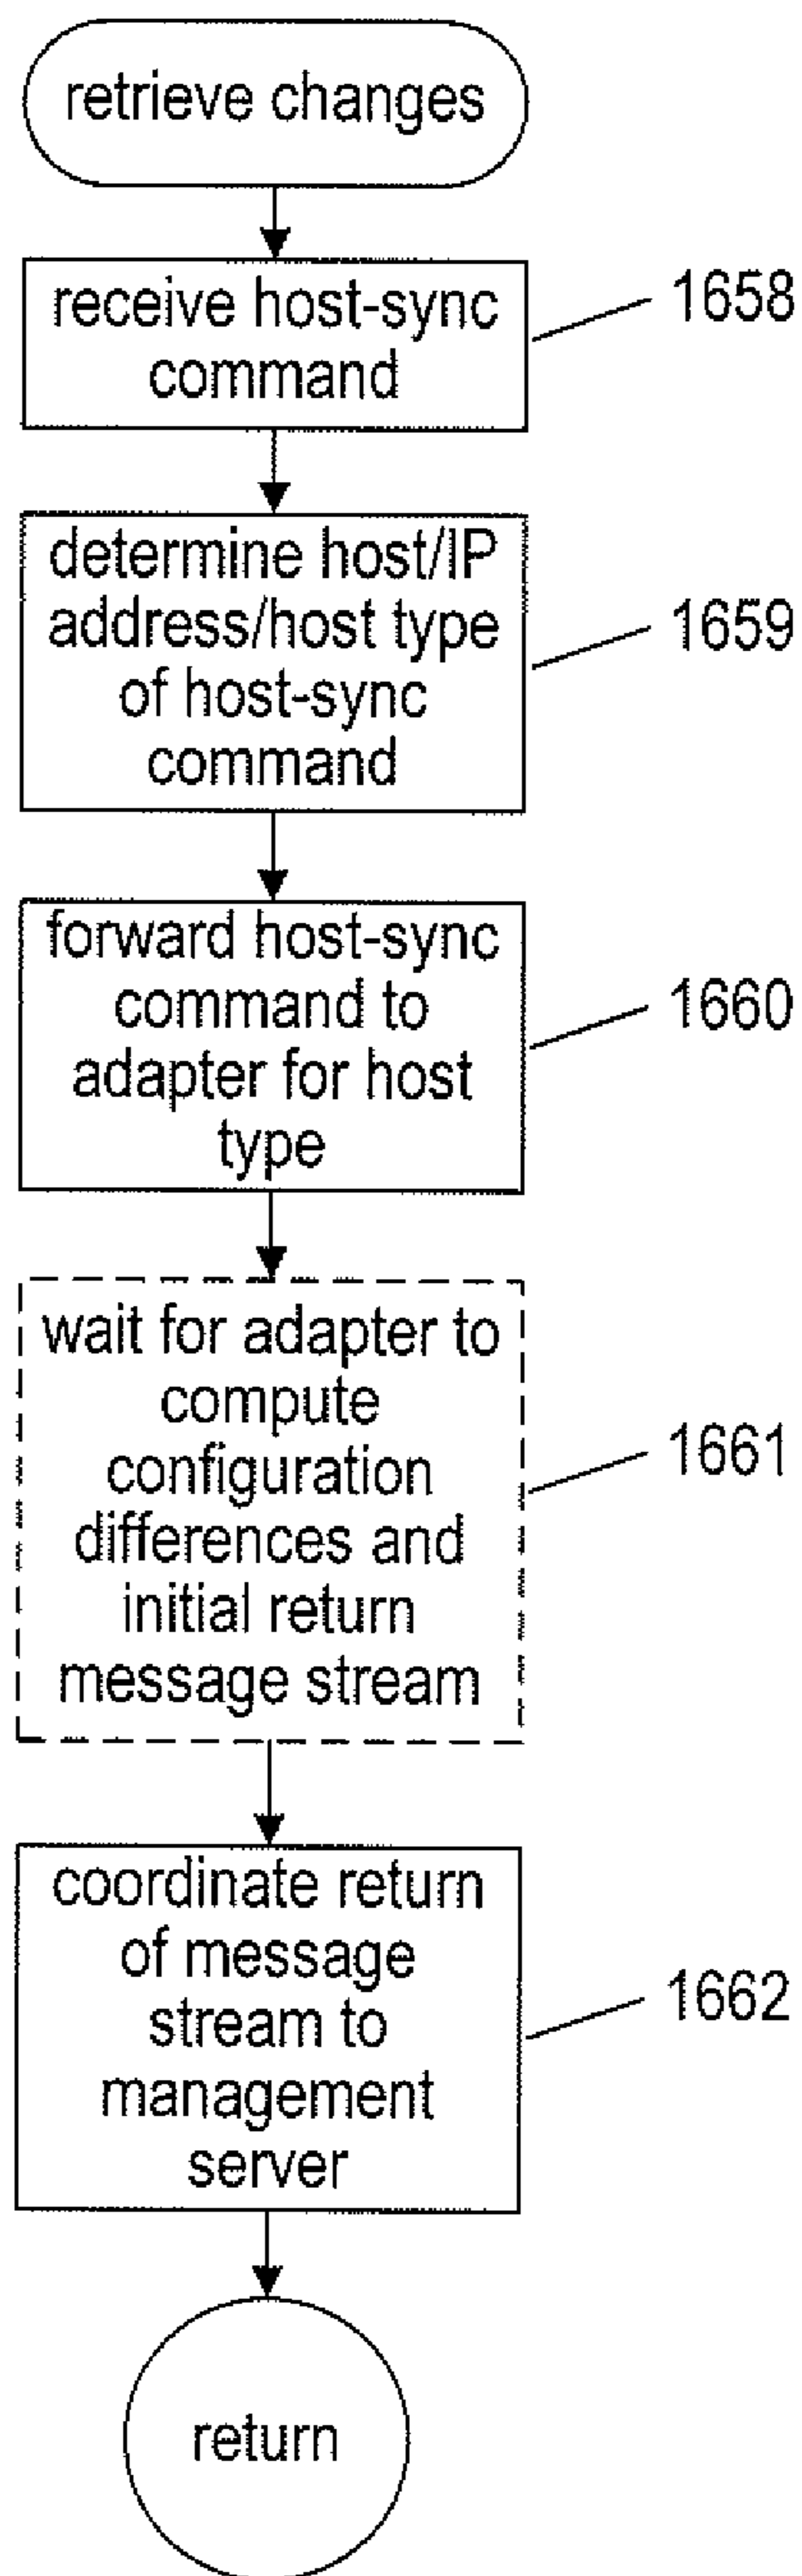 retrieve changes
receive host-sync
command
1658
determine host/IP
address/host type
of host-sync
command
1659
forward host-sync
command to
adapter for host
type
1660
wait for adapter to
compute
configuration
differences and
initial return
message stream
1661
coordinate return
of message
stream to
management
server
1662
return